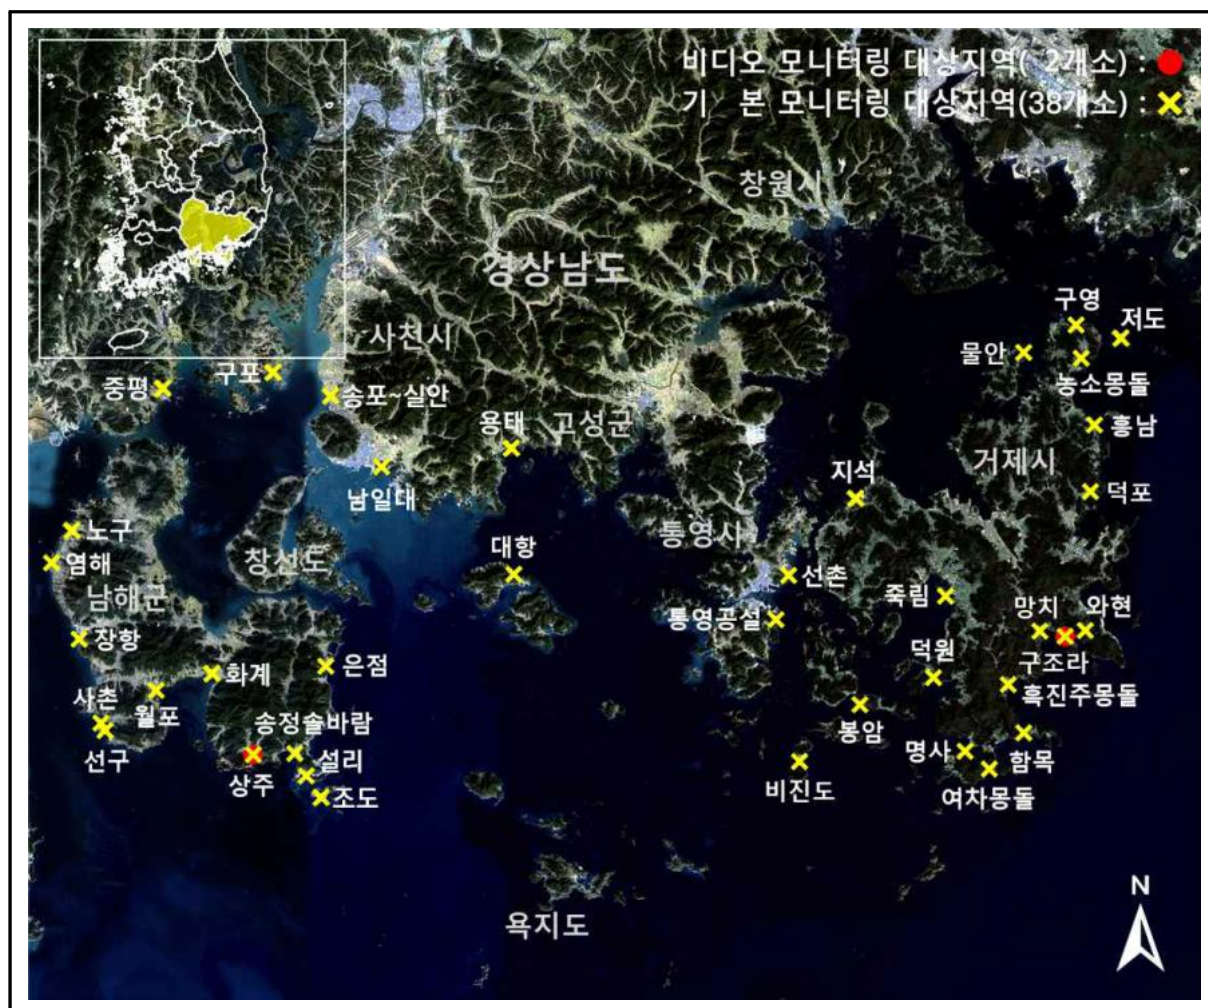 비디오 모니터링 대상지역( 2개소) :
기 본 모니터링 대상지역(38개소) :
창원시
경상남도
구영
저도
사천시
물안
농소몽돌
중평
구포
송포~실안
용태
고성군
흥남
거제시
지석
덕포
남일대
노구
통영사
대항
염해
창선도
선촌
남해군
죽림
통영공설
망치
와현
장항
화계
은점
덕원
구조라
흑진주몽돌
사촌
월포
송정솔바람
봉암
선구
설리
명사
함목
상주
비진도
여차몽돌
조도
N
욕지도